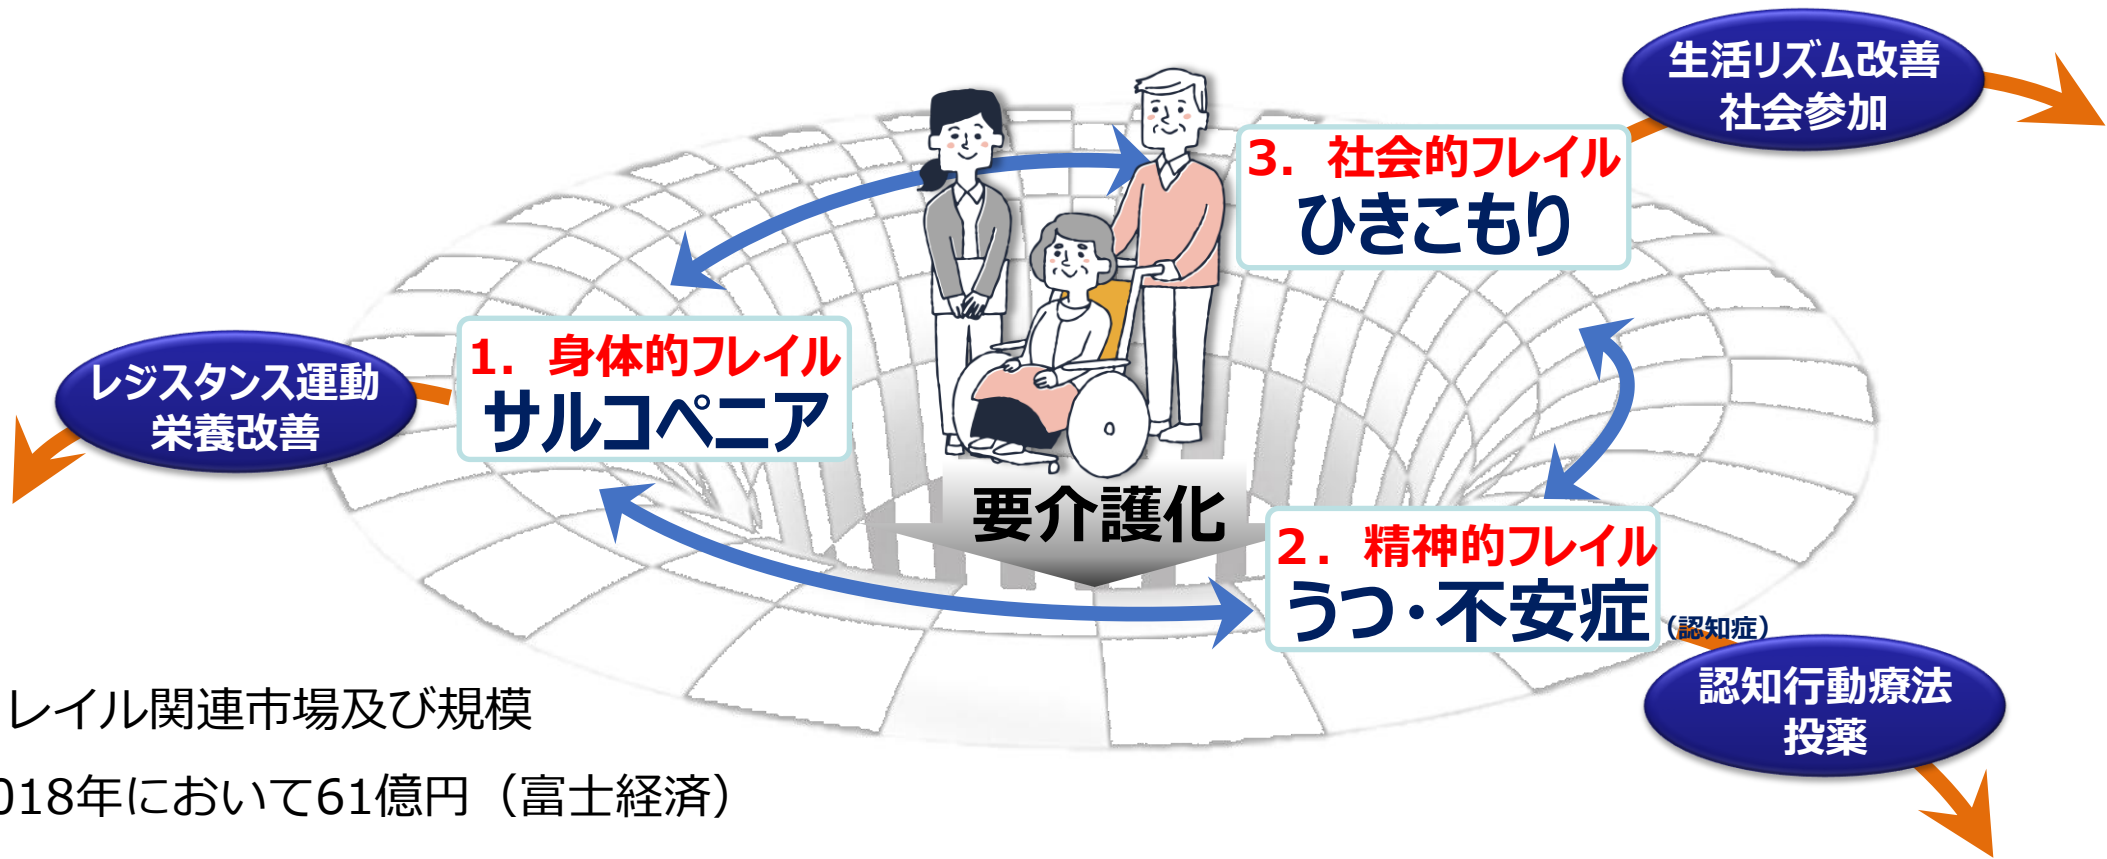 生活リズム改善
社会参加
3. 社会的フレイル
ひきこもり
1. 身体的フレイル
サルコペニア
レジスタンス運動
栄養改善
要介護化
2. 精神的フレイル
うつ・不安症
(認知症)
認知行動療法
投薬
レイル関連市場及び規模
018年において61億円（富士経済）